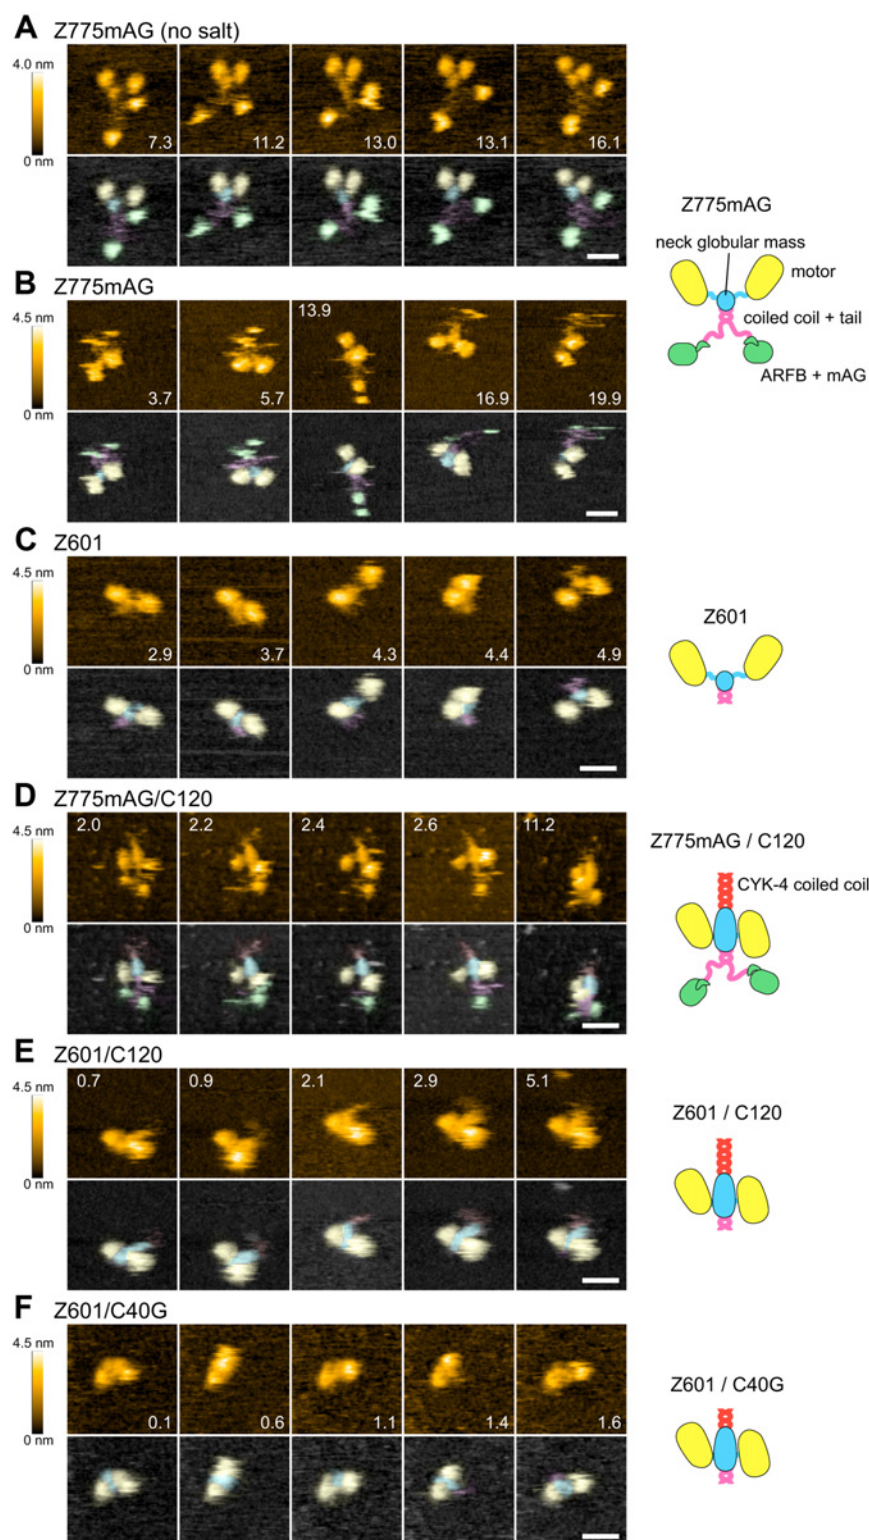 A Z775mAG (no salt)
4.0 nm
0 nm
7.3 11.2 13.0 13.1 16.1
Z775mAG
neck globular mass
motor
coiled coil + tail
ARFB + mAG
B Z775mAG
4.5 nm
0 nm
3.7 5.7 13.9 16.9 19.9
C Z601
4.5 nm
0 nm
2.9 3.7 4.3 4.4 4.9
Z601
D Z775mAG/C120
4.5 nm
0 nm
2.0 2.2 2.4 2.6 11.2
Z775mAG / C120
CYK-4 coiled coil
E Z601/C120
4.5 nm
0 nm
0.7 0.9 2.1 2.9 5.1
Z601 / C120
F Z601/C40G
4.5 nm
0 nm
0.1 0.6 1.1 1.4 1.6
Z601 / C40G